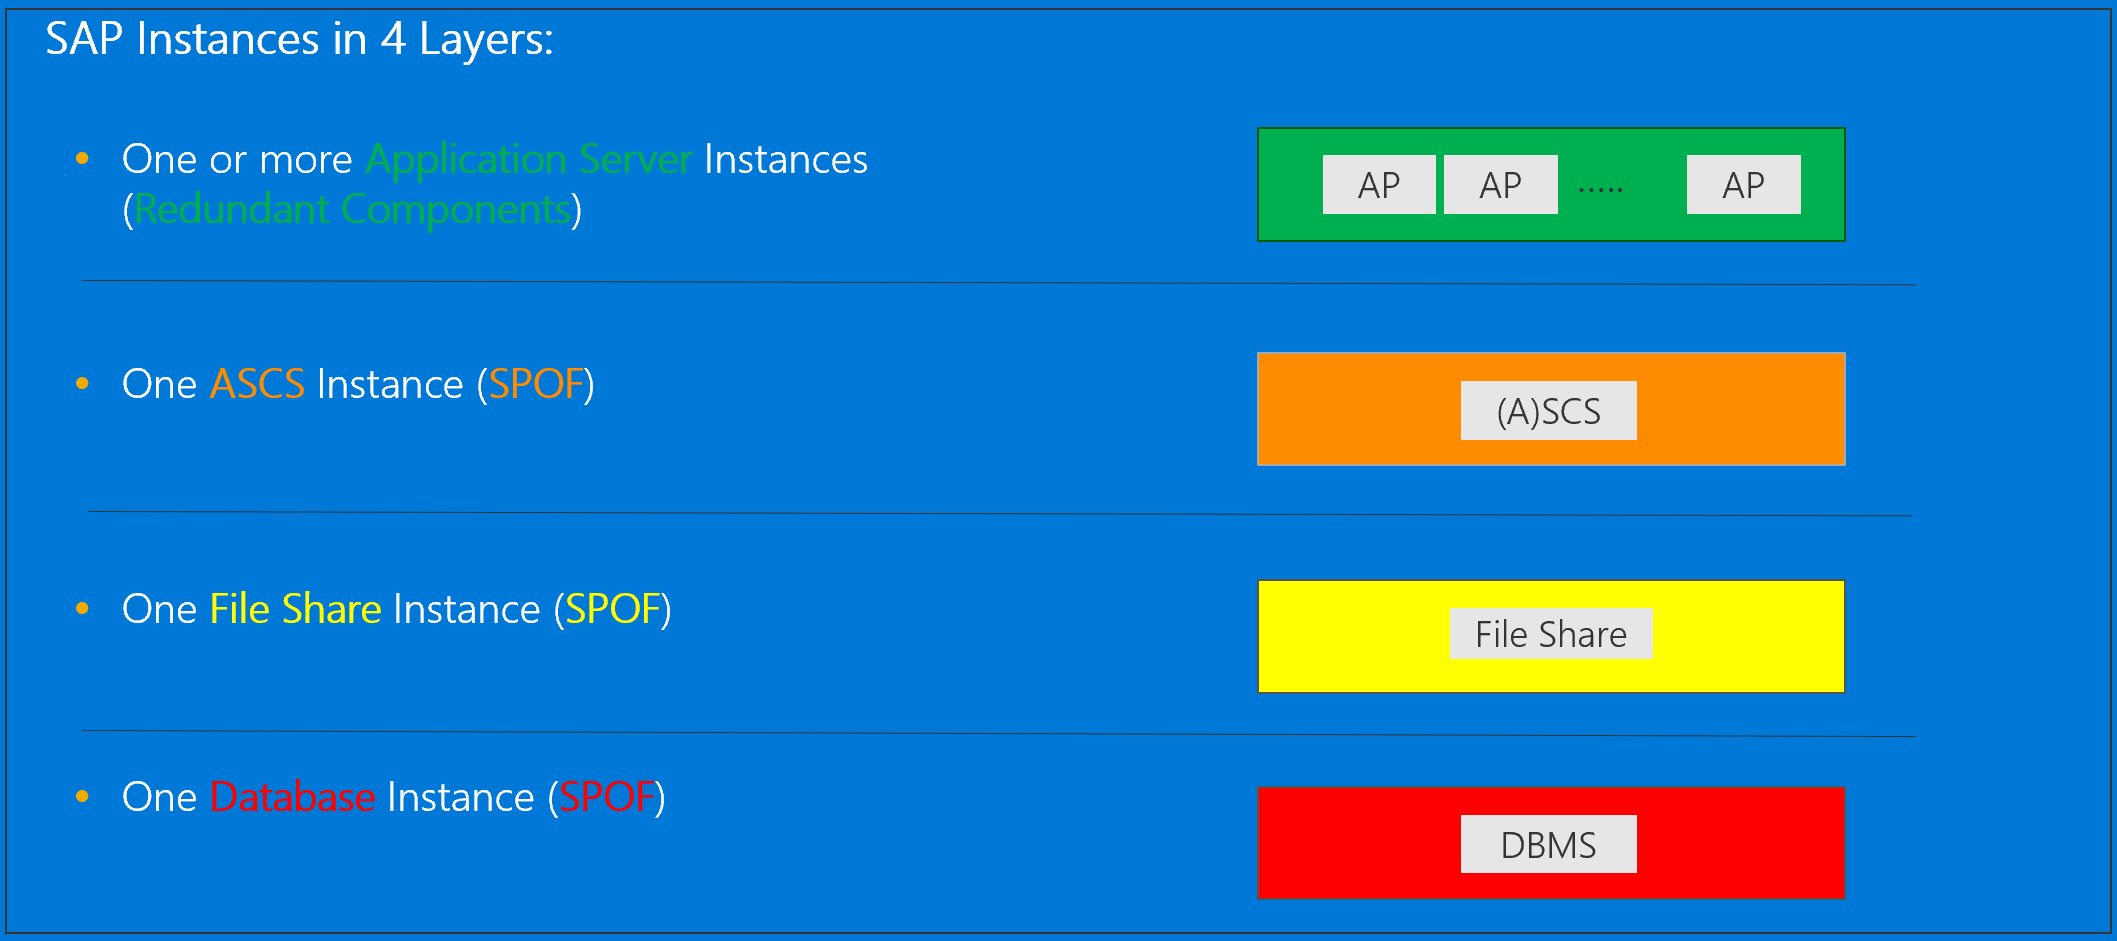 SAP Instances in 4 Layers:
• One or more Application Server Instances
(Redundant Components)
AP AP ..... AP
• One ASCS Instance (SPOF)
(A)SCS
• One File Share Instance (SPOF)
File Share
• One Database Instance (SPOF)
DBMS